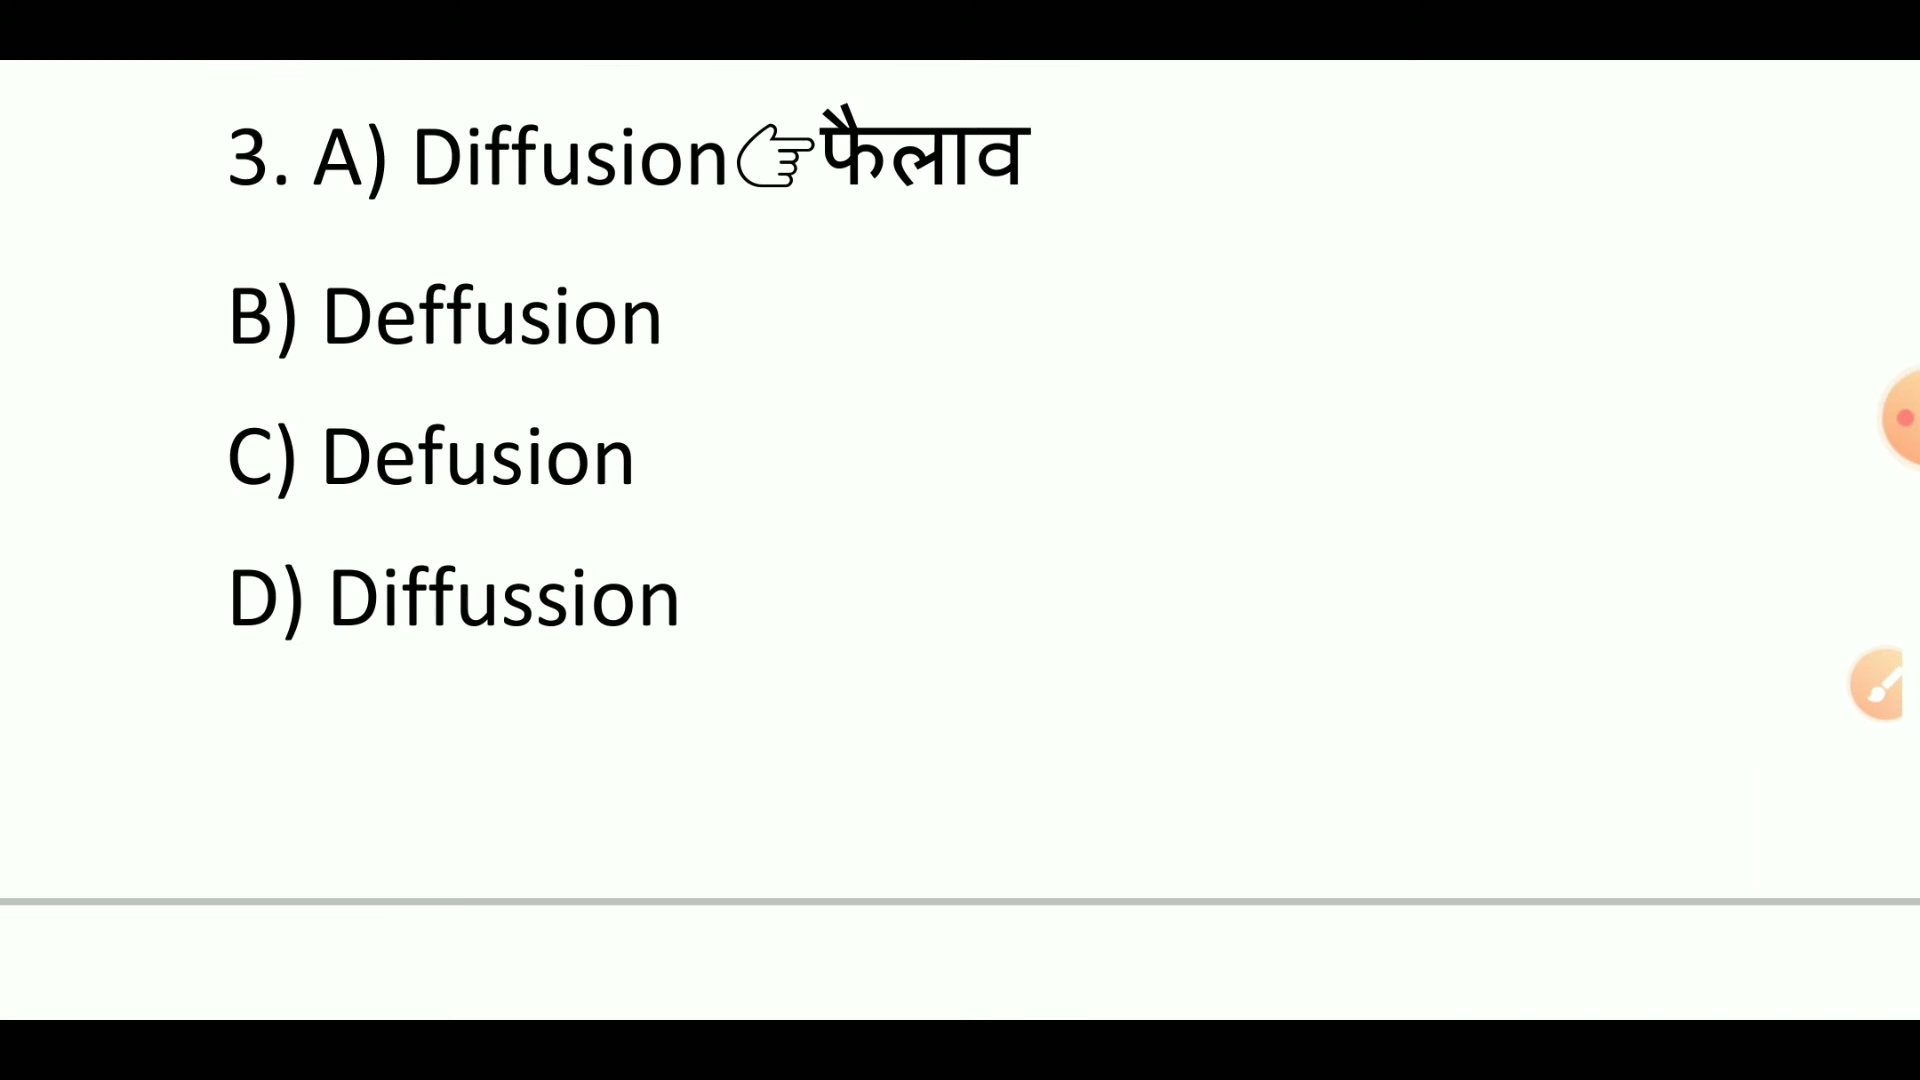 3. A) Diffusion👉फैलाव
B) Deffusion
C) Defusion
D) Diffussion